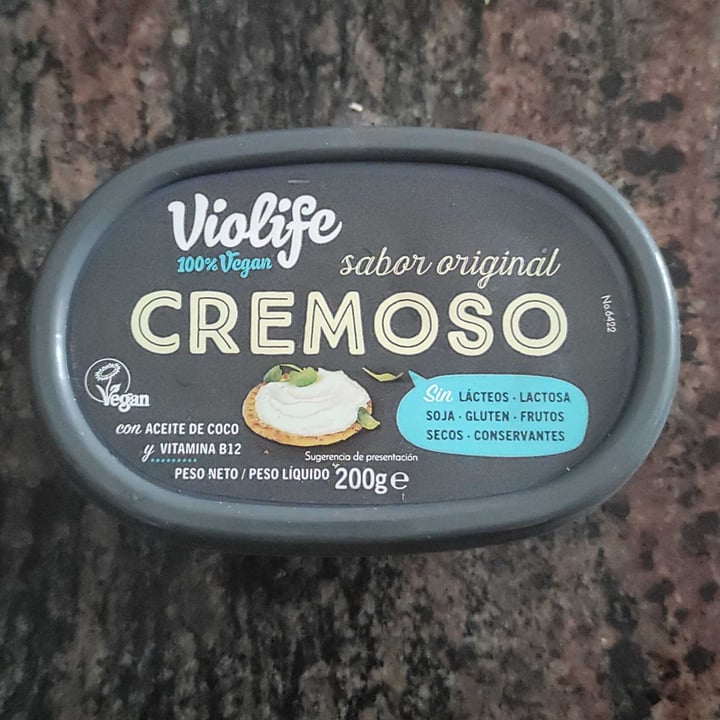 Violife
100% Vegan
sabor original
CREMOSO
No.6422
Vegan
con ACEITE DE COCO
y VITAMINA B12
Sin LÁCTEOS · LACTOSA
SOJA · GLUTEN · FRUTOS
SECOS · CONSERVANTES
Sugerencia de presentación
PESO NETO / PESO LÍQUIDO 200g e